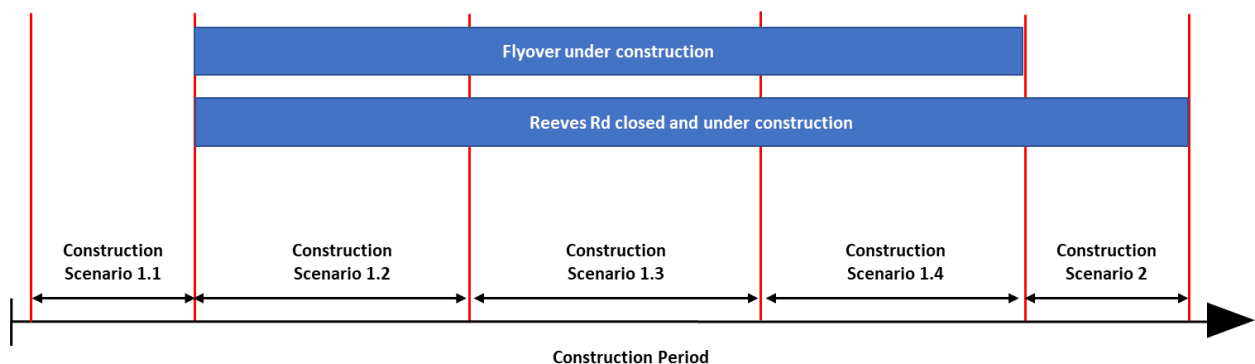 Flyover under construction
Reeves Rd closed and under construction
Construction
Scenario 1.1
Construction
Scenario 1.2
Construction
Scenario 1.3
Construction
Scenario 1.4
Construction
Scenario 2
Construction Period